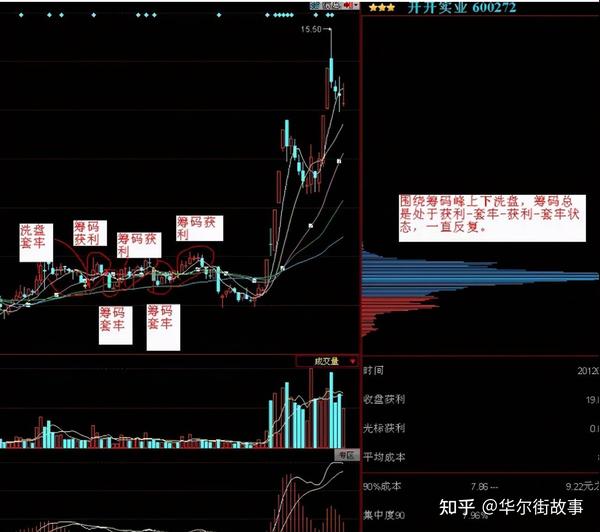 开开实业 600272
15.50
洗盘
套牢
筹码获
利
筹码获
利
筹码获
利
筹码
套牢
筹码
套牢
围绕筹码峰上下洗盘，筹码总
是处于获利-套牢-获利-套牢状
态，一直反复。
成交量
专区
时间 20120
收盘获利 19.
光标获利 0.
平均成本
90%成本 7.86 --- 9.22元
集中度90 7.96%
知乎 @华尔街故事